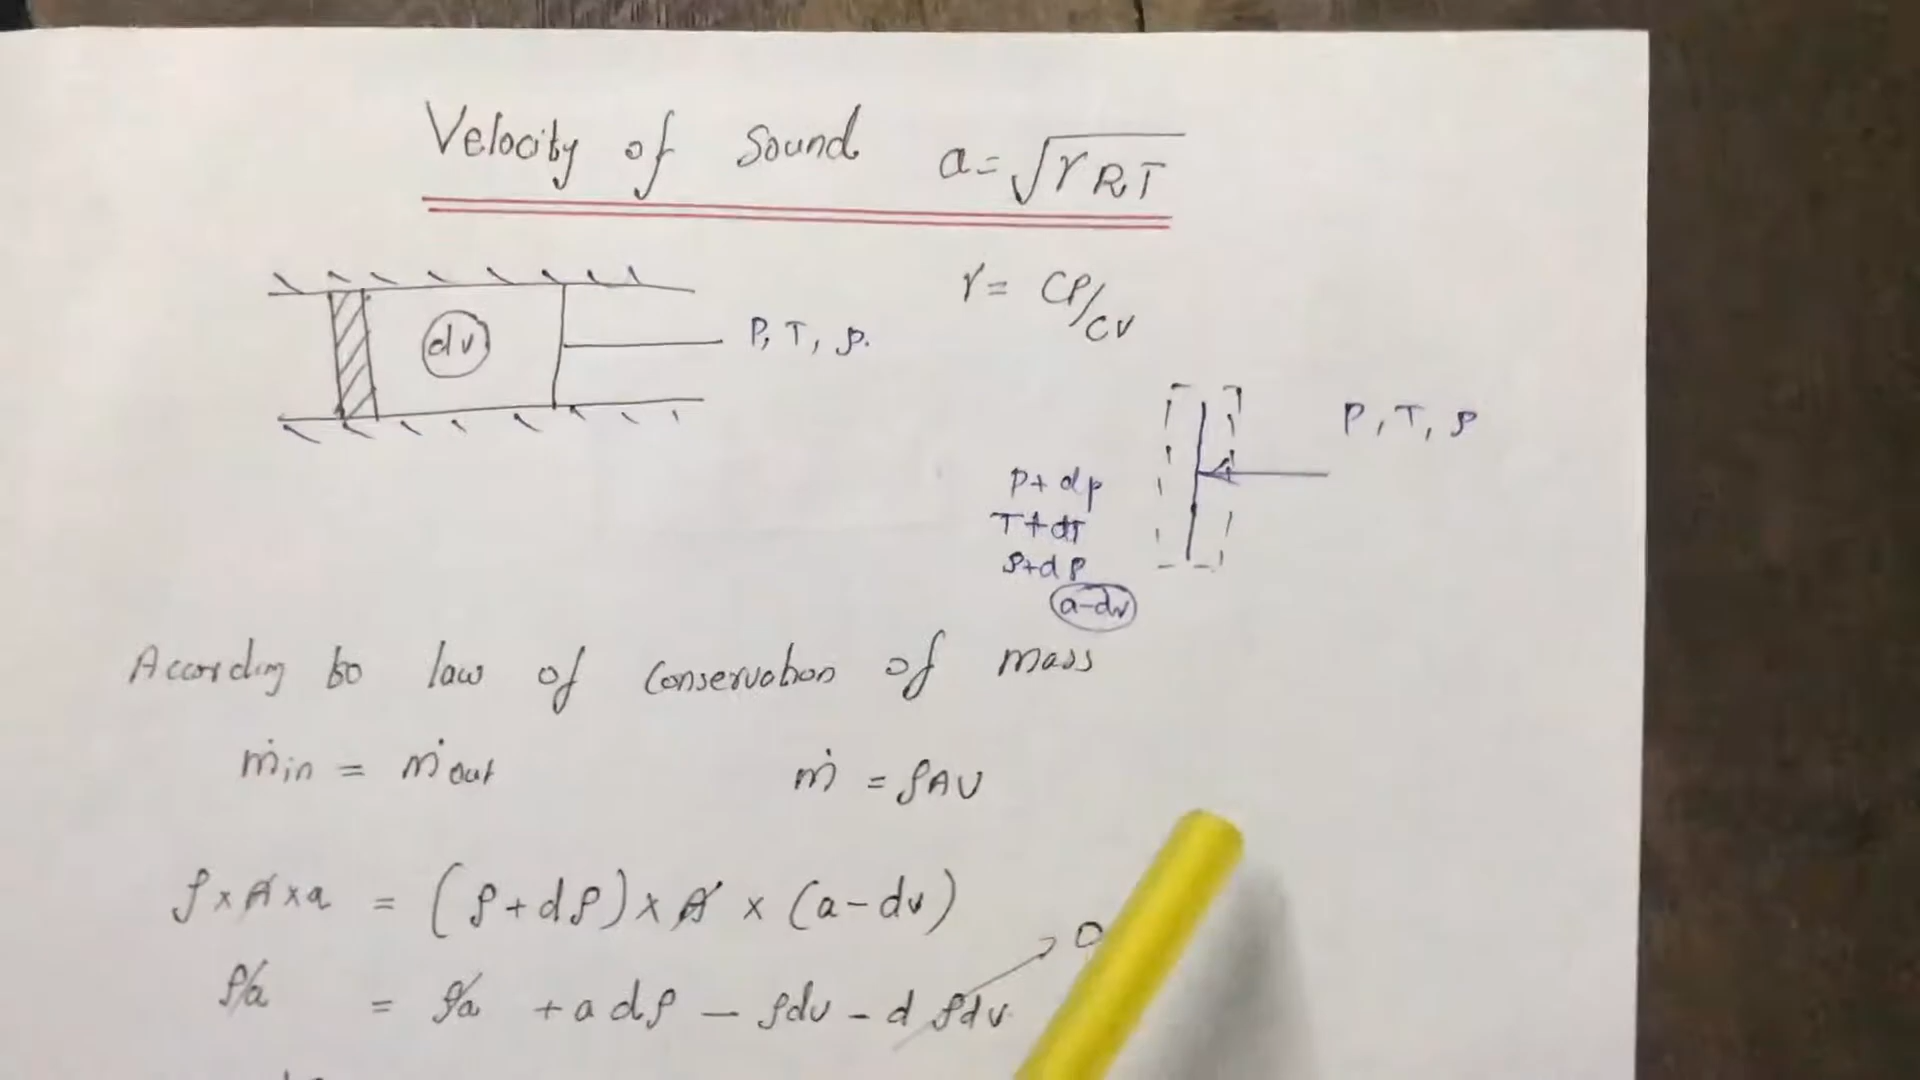 Velocity of Sound a = √γRT
γ = CP/CV
dv
P, T, ρ.
P, T, ρ
P + dp
T + dT
ρ + dρ
a - dv
According to law of conservation of mass
ṁin = ṁout ṁ = ρAV
ρ × A × a = (ρ + dρ) × A × (a - dv)
ρa = ρa + a dρ - ρdv - d ρdv 0